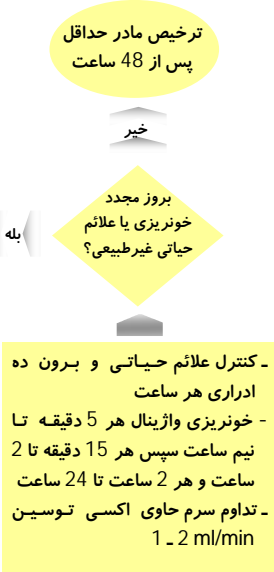 ترخیص مادر حداقل
پس از 48 ساعت
خیر
بروز مجدد
خونریزی یا علائم
حیاتی غیرطبیعی؟
بله
ـ کنترل علائم حیاتی و برون ده
ادراری هر ساعت
- خونریزی واژینال هر 5 دقیقه تا
نیم ساعت سپس هر 15 دقیقه تا 2
ساعت و هر 2 ساعت تا 24 ساعت
ـ تداوم سرم حاوی اکسی توسین
1 ـ 2 ml/min